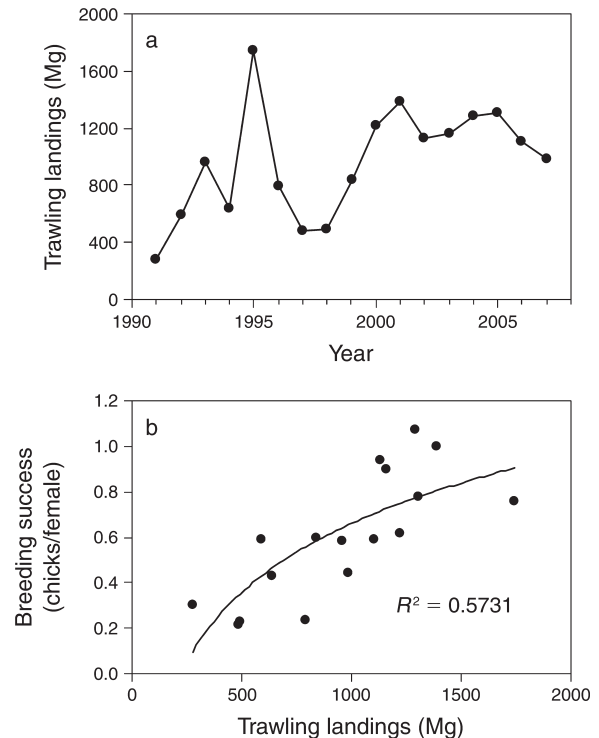 a
Trawling landings (Mg)
2000
1600
1200
800
400
0
1990
1995
2000
2005
Year
b
Breeding success
(chicks/female)
1.2
1.0
0.8
0.6
0.4
0.2
0.0
R² = 0.5731
0
500
1000
1500
2000
Trawling landings (Mg)